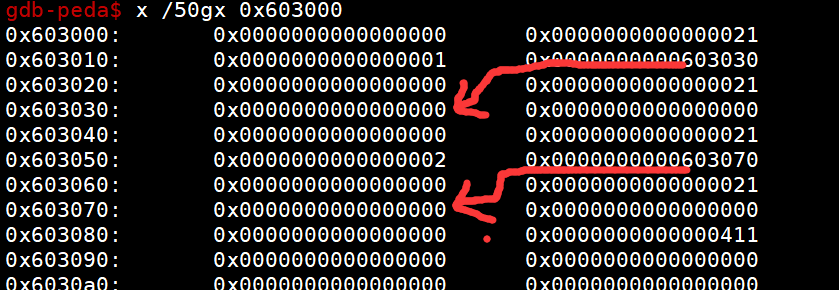 gdb-peda$ x /50gx 0x603000
0x603000: 0x0000000000000000 0x0000000000000021
0x603010: 0x0000000000000001 0x0000000000603030
0x603020: 0x0000000000000000 0x0000000000000021
0x603030: 0x0000000000000000 0x0000000000000000
0x603040: 0x0000000000000000 0x0000000000000021
0x603050: 0x0000000000000002 0x0000000000603070
0x603060: 0x0000000000000000 0x0000000000000021
0x603070: 0x0000000000000000 0x0000000000000000
0x603080: 0x0000000000000000 0x0000000000000411
0x603090: 0x0000000000000000 0x0000000000000000
0x6030a0: 0x0000000000000000 0x0000000000000000